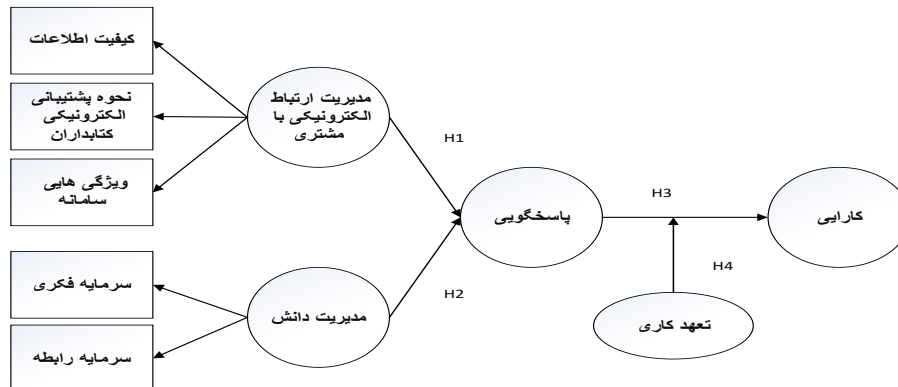 کیفیت اطلاعات
نحوه پشتیبانی
الکترونیکی
کتابداران
ویژگی هایی
سامانه
مدیریت ارتباط
الکترونیکی با
مشتری
H1
پاسخگویی
H3
کارایی
H4
تعهد کاری
H2
مدیریت دانش
سرمایه فکری
سرمایه رابطه